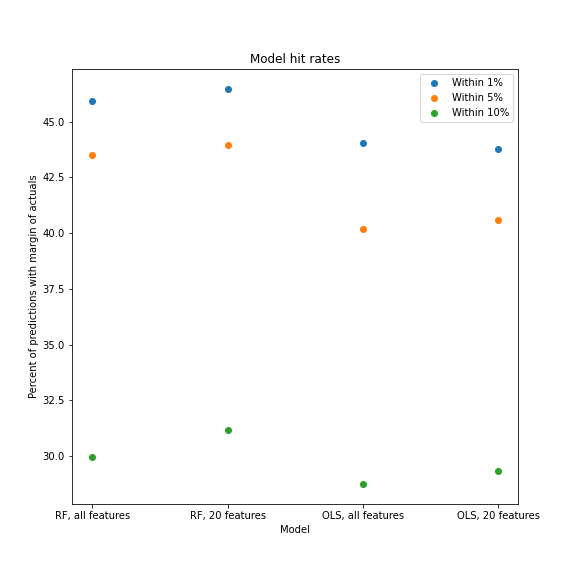 Model hit rates
Within 1%
Within 5%
Within 10%
Percent of predictions with margin of actuals
45.0
42.5
40.0
37.5
35.0
32.5
30.0
RF, all features
RF, 20 features
OLS, all features
OLS, 20 features
Model